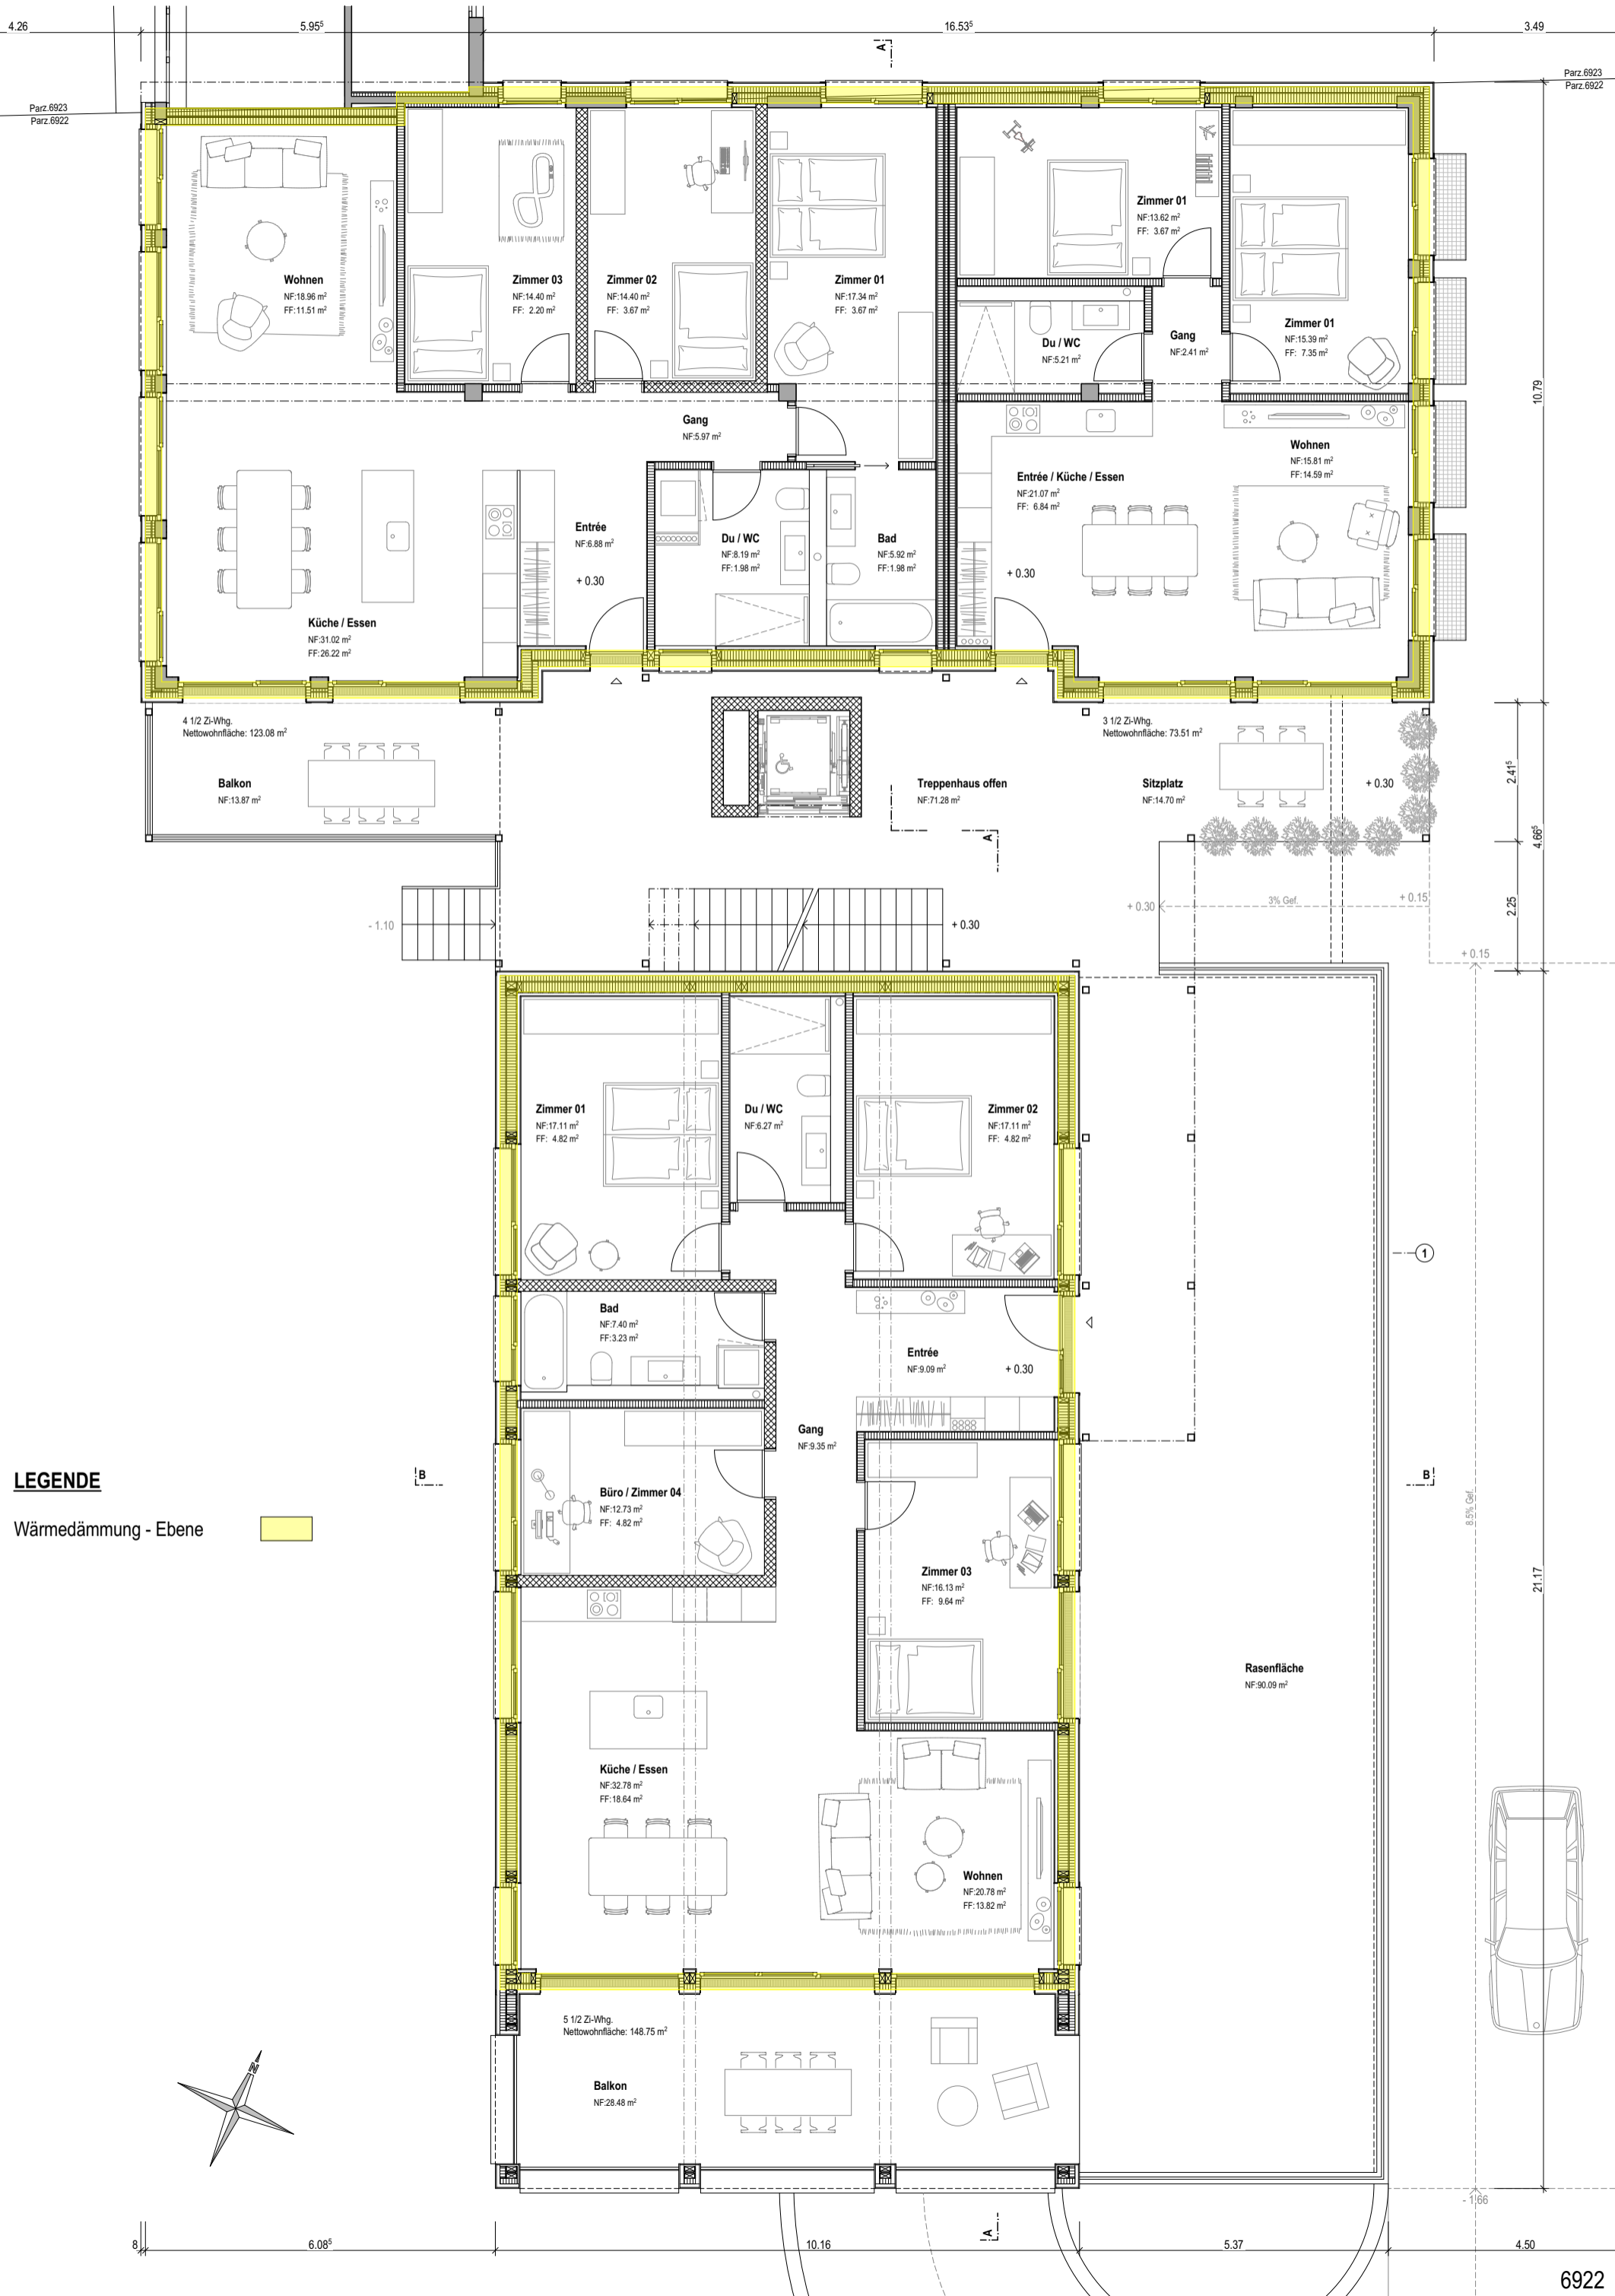 4.26
5.95⁵
16.53⁵
3.49
A
Parz.6923
Parz.6922
Parz.6923
Parz.6922
Wohnen
NF:18.96 m²
FF:11.51 m²
Zimmer 03
NF:14.40 m²
FF: 2.20 m²
Zimmer 02
NF:14.40 m²
FF: 3.67 m²
Zimmer 01
NF:17.34 m²
FF: 3.67 m²
Zimmer 01
NF:13.62 m²
FF: 3.67 m²
Zimmer 01
NF:15.39 m²
FF: 7.35 m²
Du / WC
NF:5.21 m²
Gang
NF:2.41 m²
10.79
Gang
NF:5.97 m²
Wohnen
NF:15.81 m²
FF:14.59 m²
Entrée / Küche / Essen
NF:21.07 m²
FF: 6.84 m²
+ 0.30
Entrée
NF:6.88 m²
+ 0.30
Du / WC
NF:8.19 m²
FF:1.98 m²
Bad
NF:5.92 m²
FF:1.98 m²
Küche / Essen
NF:31.02 m²
FF:26.22 m²
4 1/2 Zi-Whg.
Nettowohnfläche: 123.08 m²
3 1/2 Zi-Whg.
Nettowohnfläche: 73.51 m²
Balkon
NF:13.87 m²
Treppenhaus offen
NF:71.28 m²
Sitzplatz
NF:14.70 m²
+ 0.30
2.41⁵
4.66⁵
2.25
A
- 1.10
+ 0.30
+ 0.30
3% Gef.
+ 0.15
+ 0.15
Zimmer 01
NF:17.11 m²
FF: 4.82 m²
Du / WC
NF:6.27 m²
Zimmer 02
NF:17.11 m²
FF: 4.82 m²
1
Bad
NF:7.40 m²
FF:3.23 m²
Entrée
NF:9.09 m²
+ 0.30
Gang
NF:9.35 m²
LEGENDE
Wärmedämmung - Ebene
B
B
Büro / Zimmer 04
NF:12.73 m²
FF: 4.82 m²
8.5% Gef.
Zimmer 03
NF:16.13 m²
FF: 9.64 m²
21.17
Rasenfläche
NF:90.09 m²
Küche / Essen
NF:32.78 m²
FF:18.64 m²
Wohnen
NF:20.78 m²
FF:13.82 m²
5 1/2 Zi-Whg.
Nettowohnfläche: 148.75 m²
N
Balkon
NF:28.48 m²
- 1.66
A
8
6.08⁵
10.16
5.37
4.50
6922